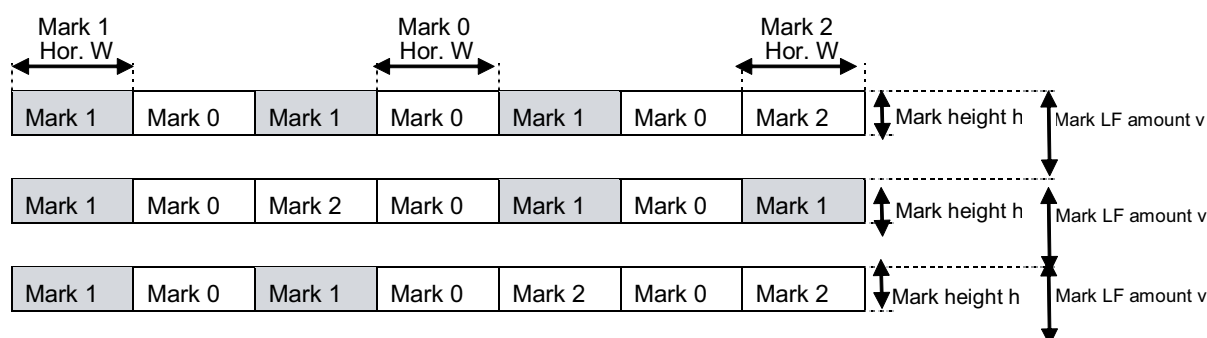 Mark 1 Mark 0 Mark 2
Hor. W Hor. W Hor. W
Mark 1 Mark 0 Mark 1 Mark 0 Mark 1 Mark 0 Mark 2 Mark height h Mark LF amount v
Mark 1 Mark 0 Mark 2 Mark 0 Mark 1 Mark 0 Mark 1 Mark height h Mark LF amount v
Mark 1 Mark 0 Mark 1 Mark 0 Mark 2 Mark 0 Mark 2 Mark height h Mark LF amount v